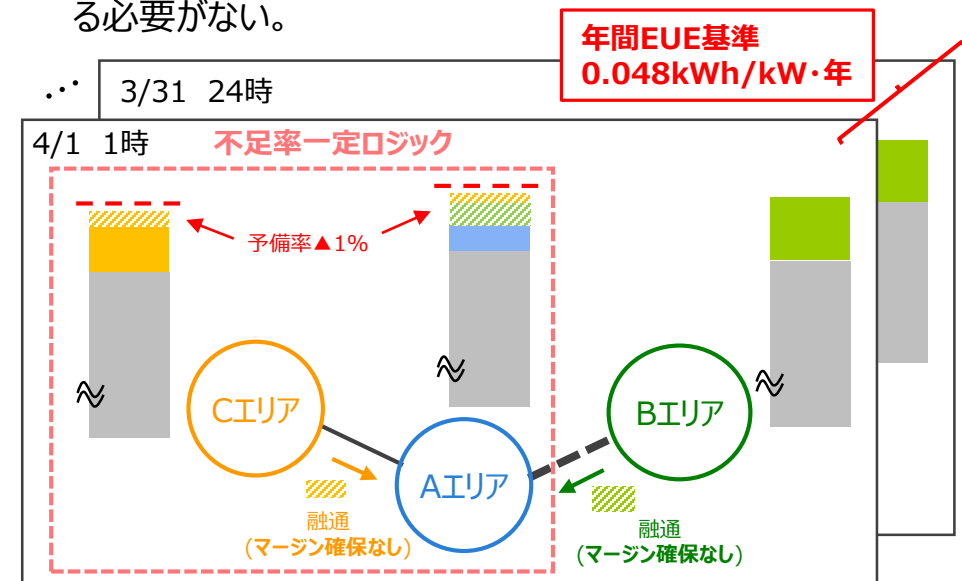 る必要がない。
年間EUE基準
0.048kWh/kW・年
⋰ 3/31 24時
4/1 1時 不足率一定ロジック
予備率▲1%
Cエリア
Bエリア
Aエリア
融通
(マージン確保なし)
融通
(マージン確保なし)